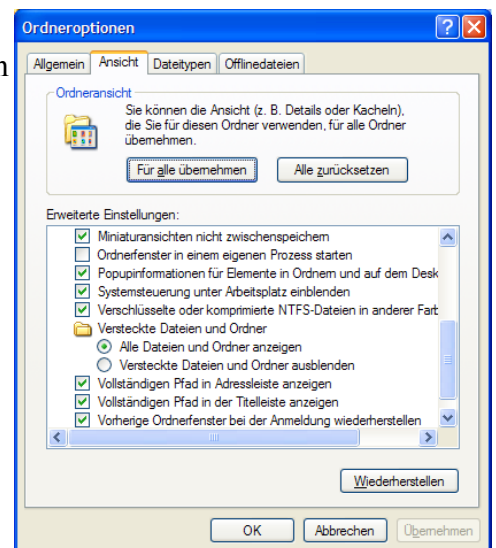 Ordneroptionen
n
Allgemein Ansicht Dateitypen Offlinedateien
Ordneransicht
Sie können die Ansicht (z. B. Details oder Kacheln),
die Sie für diesen Ordner verwenden, für alle Ordner
übernehmen.
Für alle übernehmen Alle zurücksetzen
Erweiterte Einstellungen:
Miniaturansichten nicht zwischenspeichern
Ordnerfenster in einem eigenen Prozess starten
Popupinformationen für Elemente in Ordnern und auf dem Desk
Systemsteuerung unter Arbeitsplatz einblenden
Verschlüsselte oder komprimierte NTFS-Dateien in anderer Farb
Versteckte Dateien und Ordner
Alle Dateien und Ordner anzeigen
Versteckte Dateien und Ordner ausblenden
Vollständigen Pfad in Adressleiste anzeigen
Vollständigen Pfad in der Titelleiste anzeigen
Vorherige Ordnerfenster bei der Anmeldung wiederherstellen
Wiederherstellen
OK Abbrechen Übernehmen